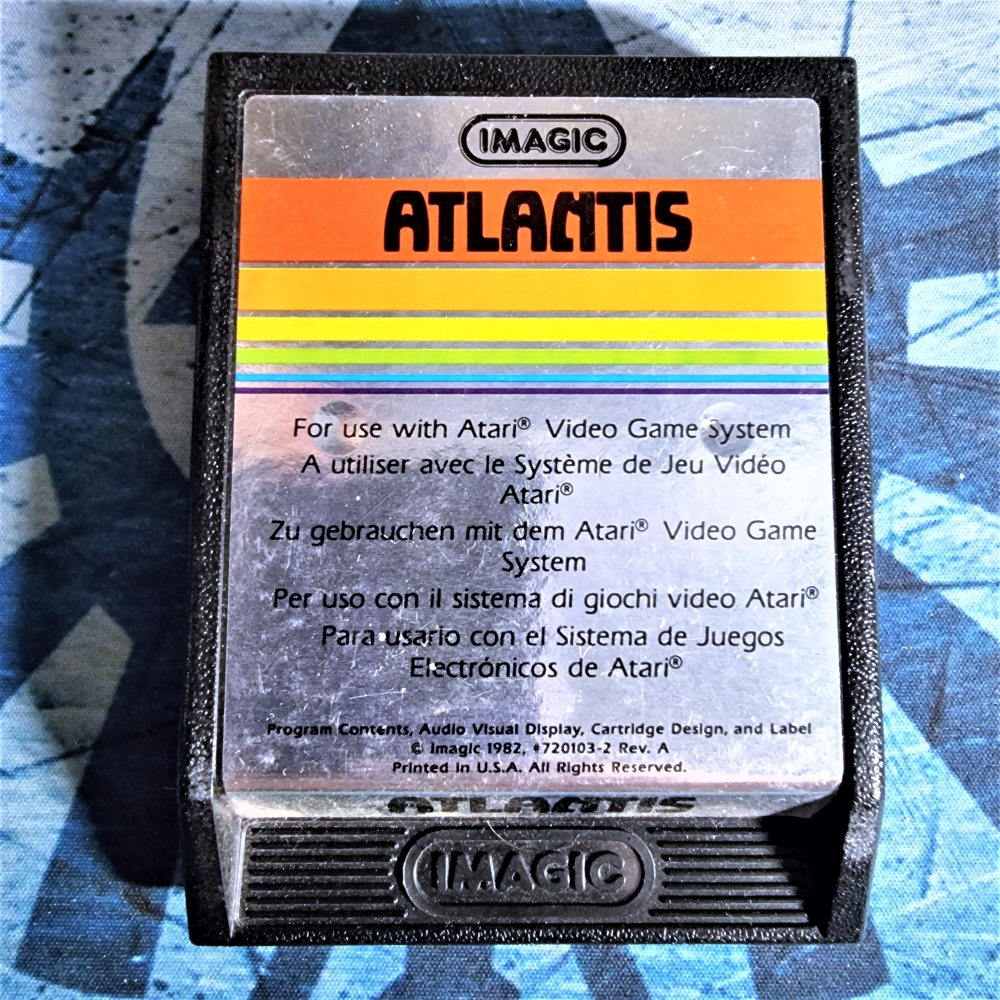 IMAGIC
ATLANTIS
For use with Atari® Video Game System
A utiliser avec le Système de Jeu Vidéo
Atari®
Zu gebrauchen mit dem Atari® Video Game
System
Per uso con il sistema di giochi video Atari®
Para usarlo con el Sistema de Juegos
Electrónicos de Atari®
Program Contents, Audio Visual Display, Cartridge Design, and Label
© Imagic 1982, #720103-2 Rev. A
Printed in U.S.A. All Rights Reserved.
ATLANTIS
IMAGIC